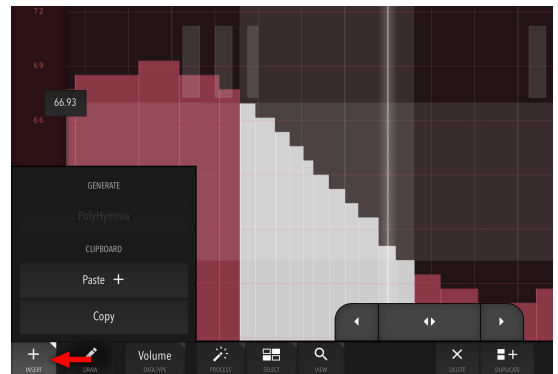 72
69
66.93
66
GENERATE
PolyHymnia
CLIPBOARD
Paste +
Copy
INSERT
DRAW
Volume
DATA TYPE
PROCESS
SELECT
VIEW
DELETE
DUPLICATE